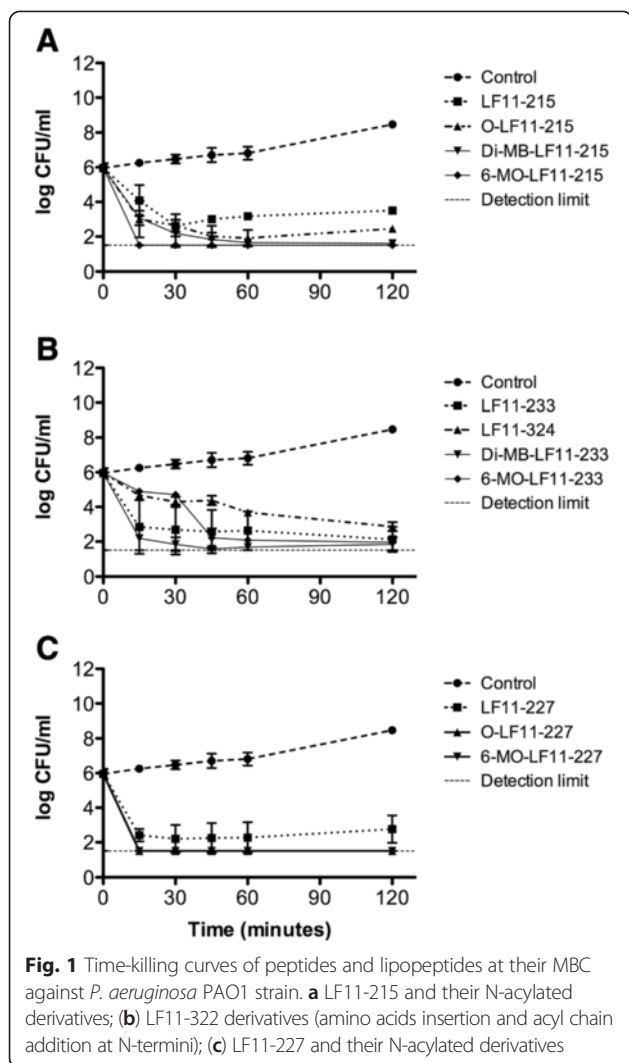 A
12
10
8
6
4
2
0
log CFU/ml
0 30 60 90 120
Control
LF11-215
O-LF11-215
Di-MB-LF11-215
6-MO-LF11-215
Detection limit
B
12
10
8
6
4
2
0
log CFU/ml
0 30 60 90 120
Control
LF11-233
LF11-324
Di-MB-LF11-233
6-MO-LF11-233
Detection limit
C
12
10
8
6
4
2
0
log CFU/ml
0 30 60 90 120
Time (minutes)
Control
LF11-227
O-LF11-227
6-MO-LF11-227
Detection limit
Fig. 1 Time-killing curves of peptides and lipopeptides at their MBC
against P. aeruginosa PAO1 strain. a LF11-215 and their N-acylated
derivatives; (b) LF11-322 derivatives (amino acids insertion and acyl chain
addition at N-termini); (c) LF11-227 and their N-acylated derivatives